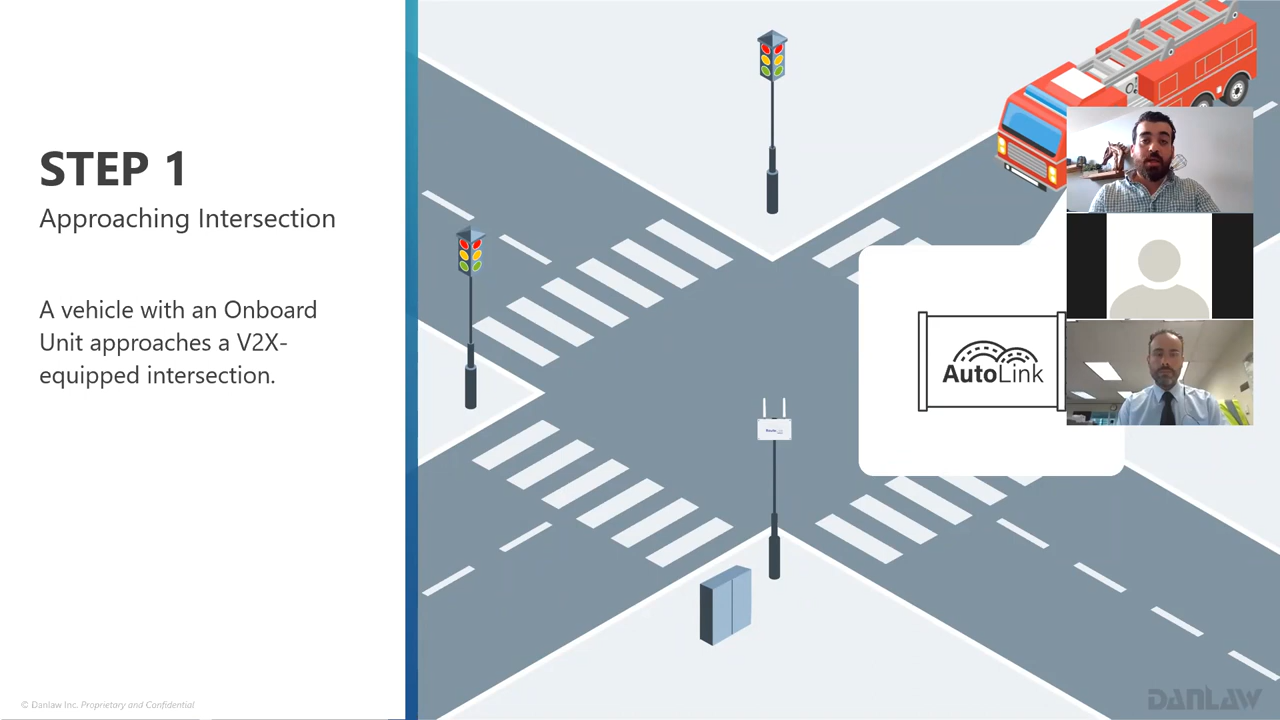 STEP 1
Approaching Intersection
A vehicle with an Onboard
Unit approaches a V2X-
equipped intersection.
AutoLink
© Danlaw Inc. Proprietary and Confidential
DANLAW